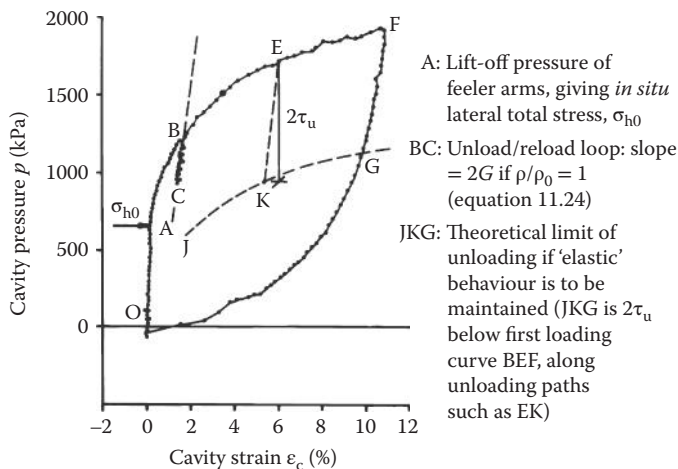 2000
1500
1000
500
0
−2
0
2
4
6
8
10
12
Cavity pressure p (kPa)
Cavity strain εc (%)
F
E
B
2τu
G
C
K
A
J
σh0
O
A: Lift-off pressure of
feeler arms, giving in situ
lateral total stress, σh0
BC: Unload/reload loop: slope
= 2G if ρ/ρ0 = 1
(equation 11.24)
JKG: Theoretical limit of
unloading if ‘elastic’
behaviour is to be
maintained (JKG is 2τu
below first loading
curve BEF, along
unloading paths
such as EK)